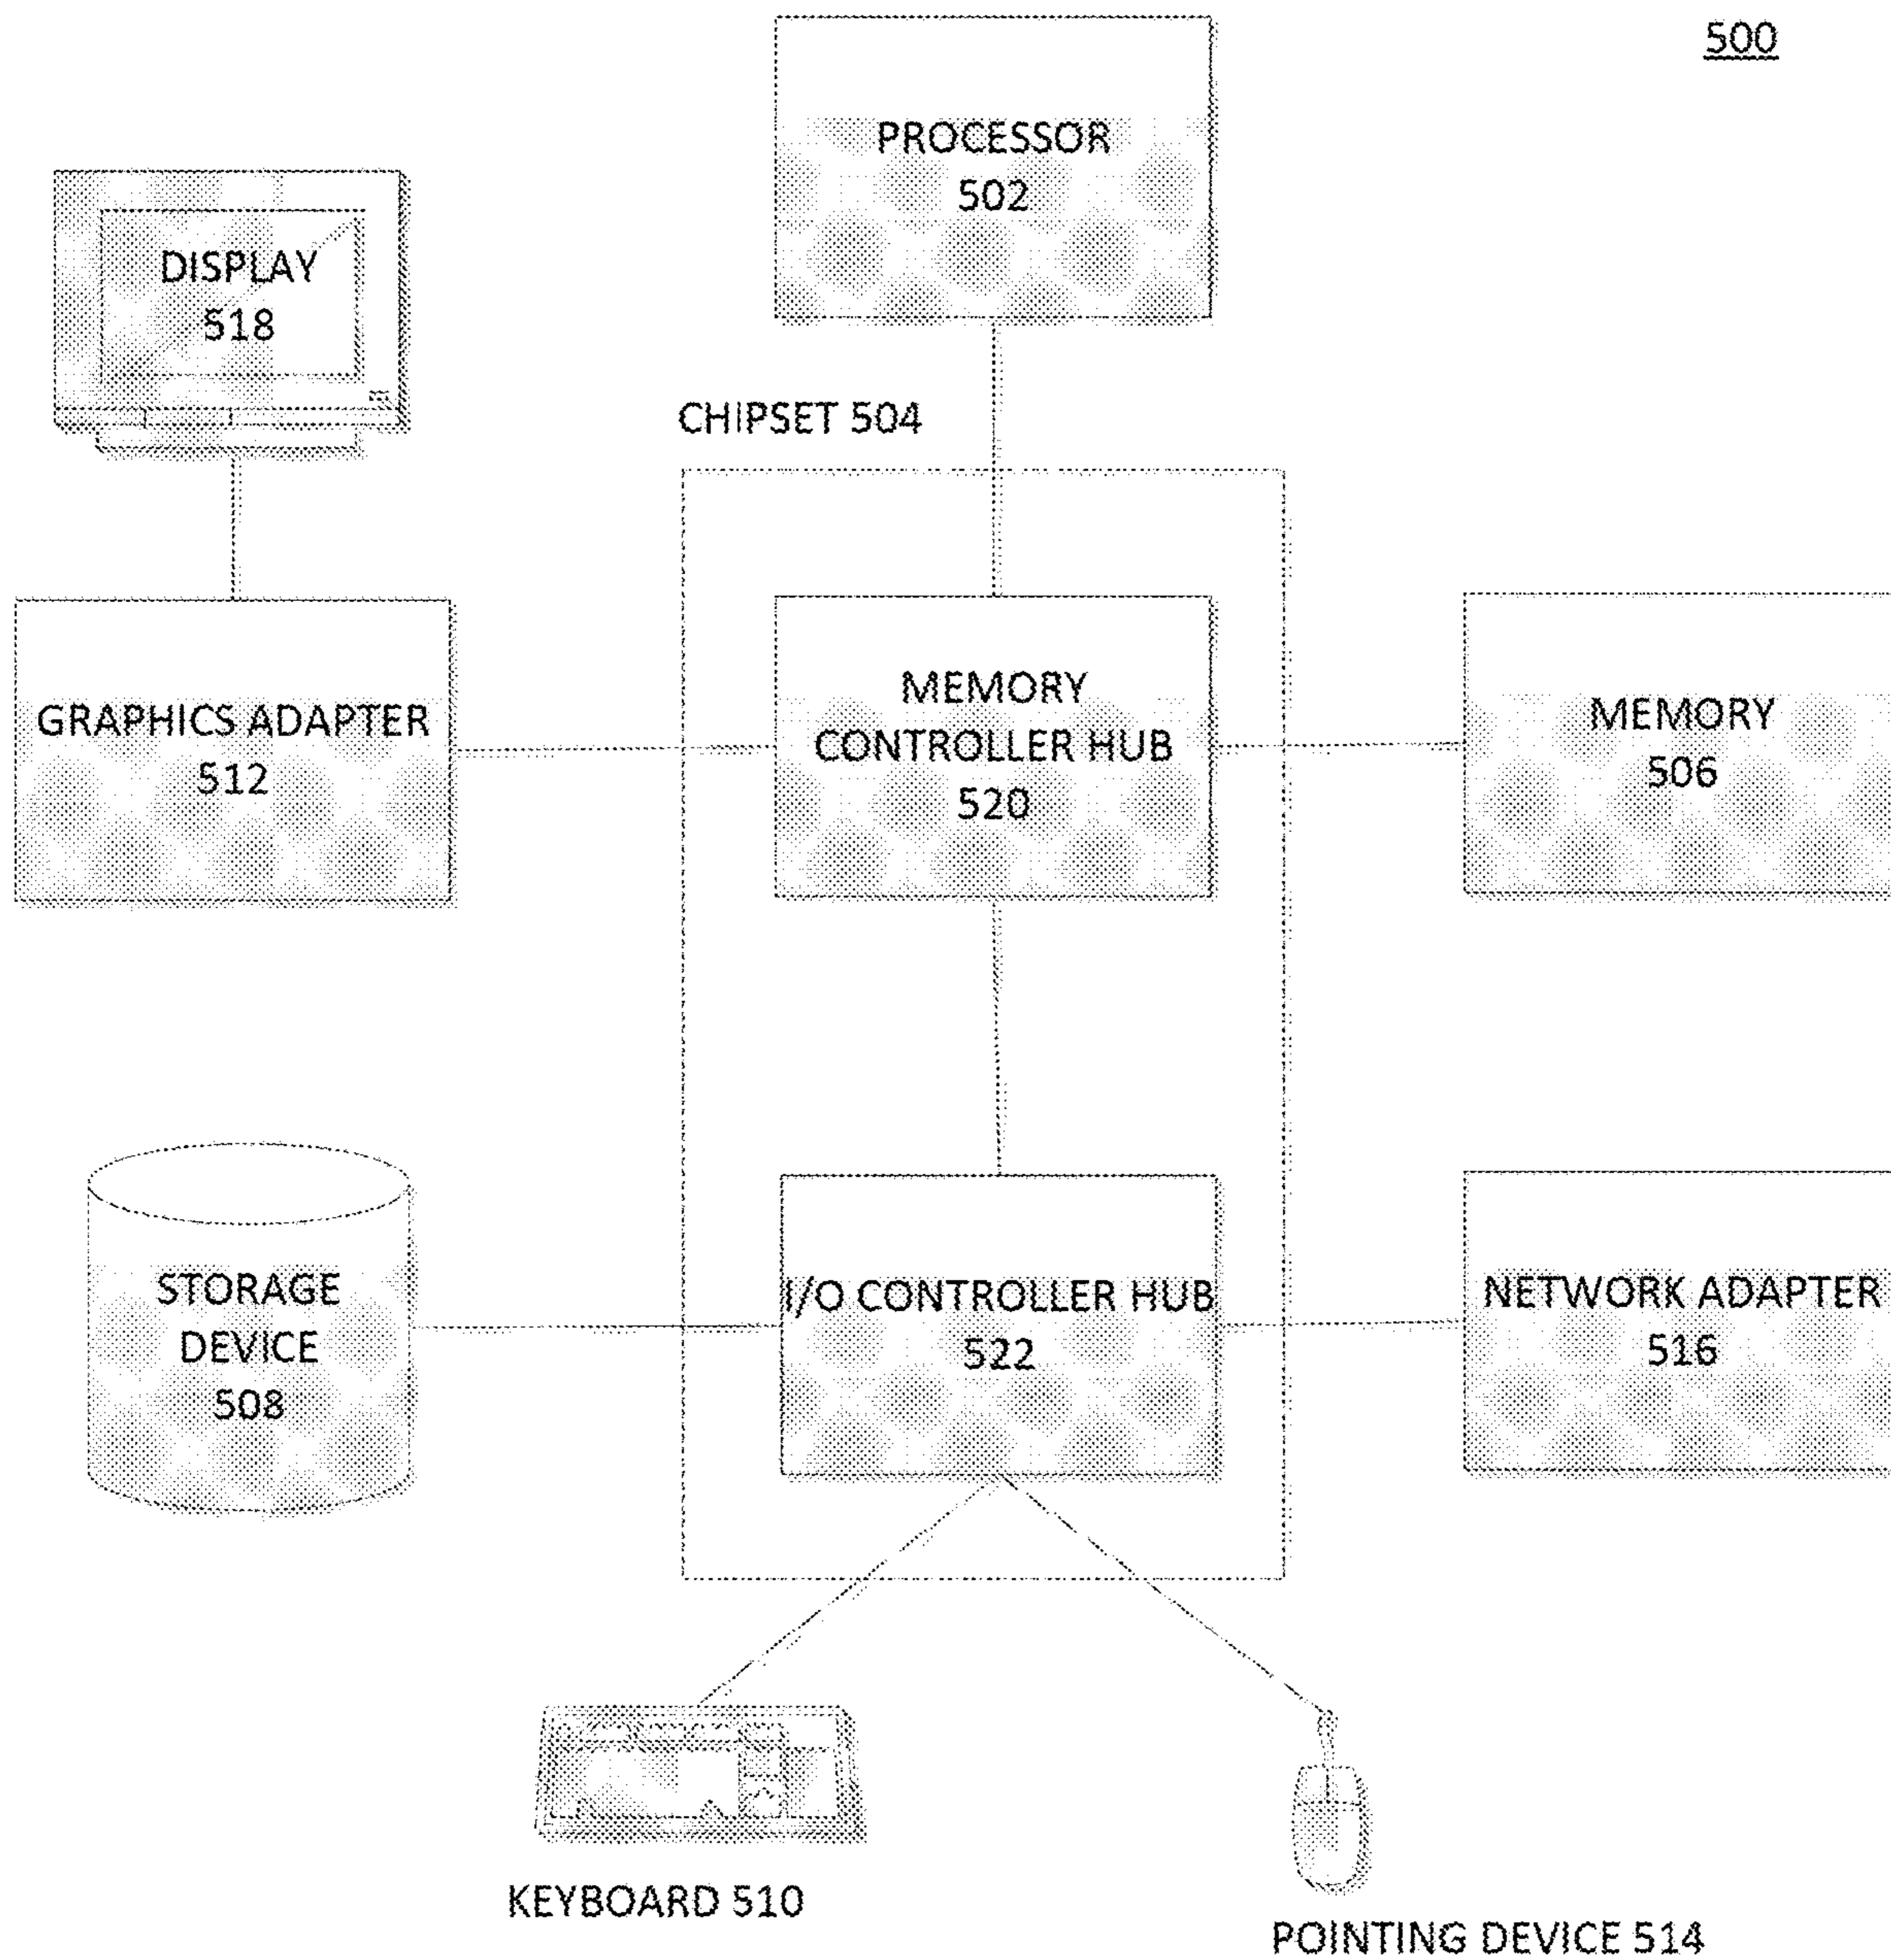 500
PROCESSOR
502
DISPLAY
518
CHIPSET 504
GRAPHICS ADAPTER
512
MEMORY
CONTROLLER HUB
520
MEMORY
506
STORAGE
DEVICE
508
I/O CONTROLLER HUB
522
NETWORK ADAPTER
516
KEYBOARD 510
POINTING DEVICE 514